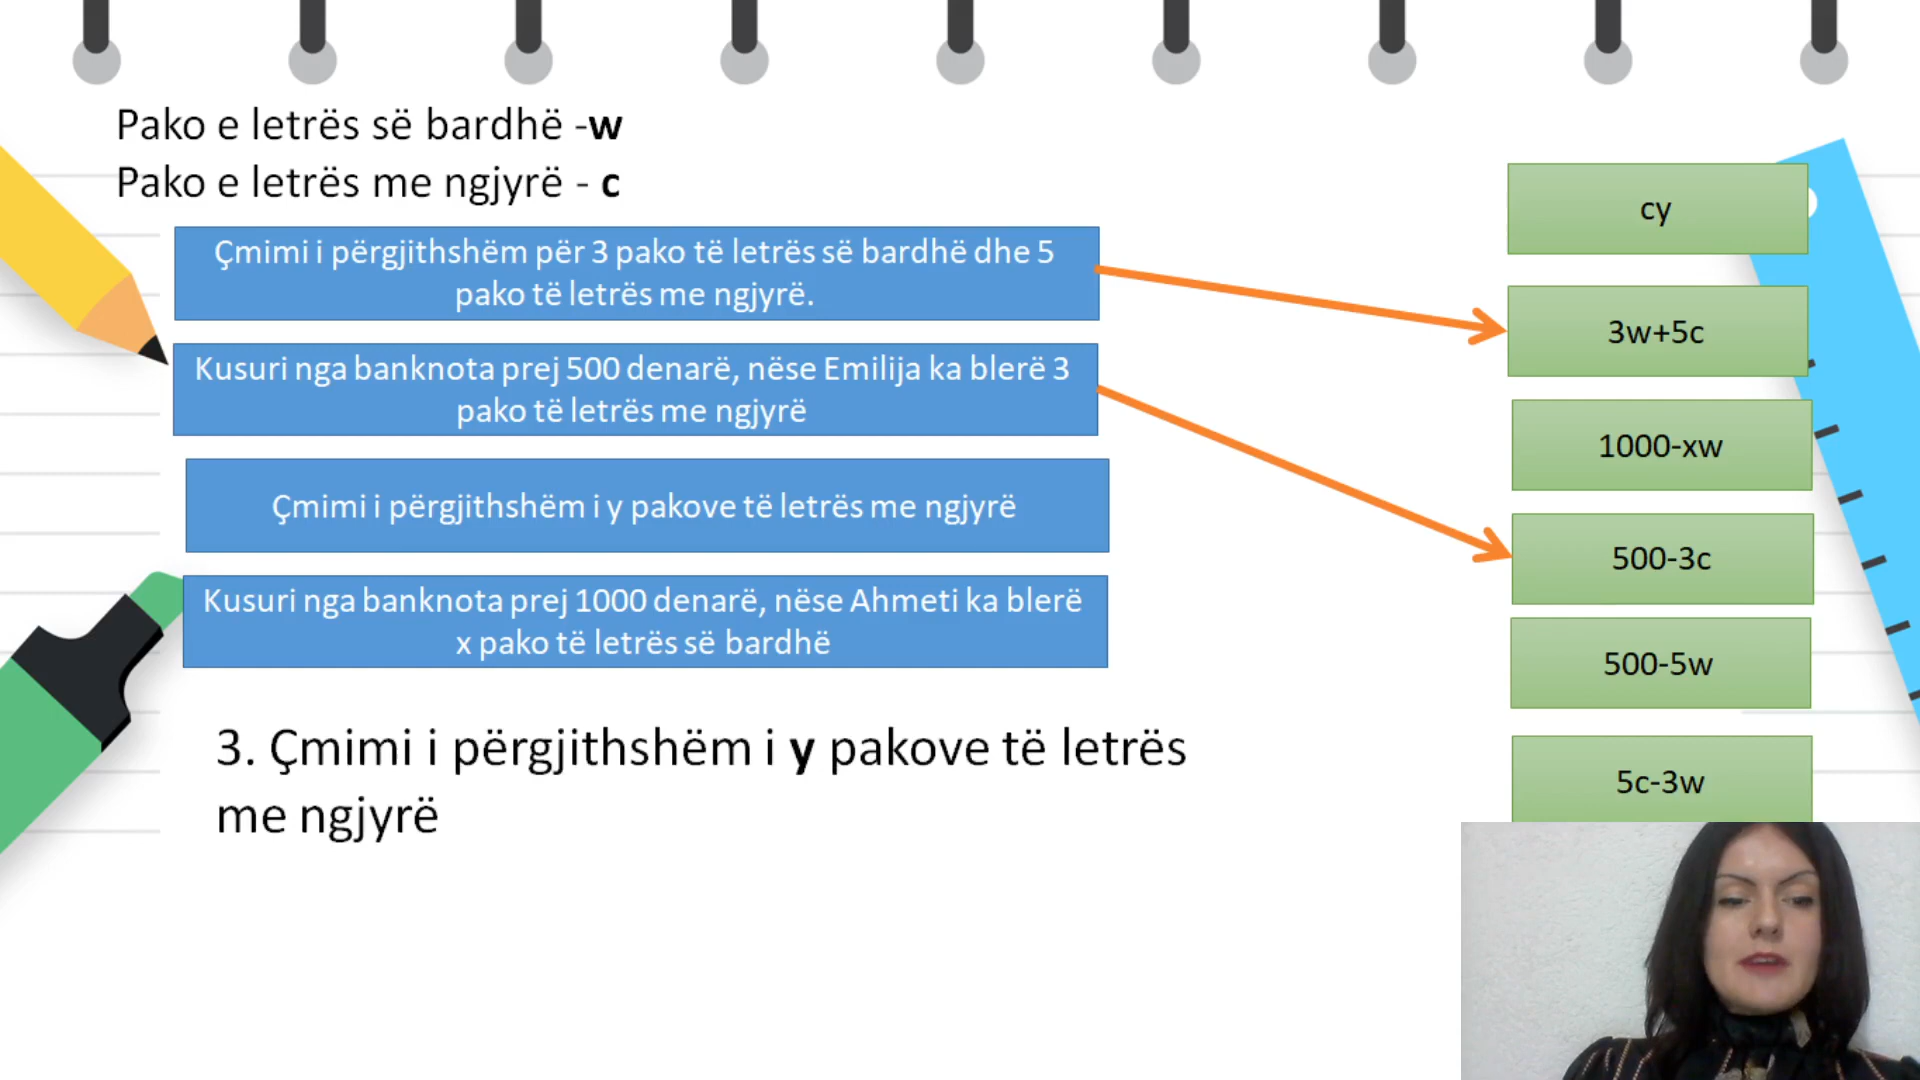 Pako e letrës së bardhë -w
Pako e letrës me ngjyrë - c
Çmimi i përgjithshëm për 3 pako të letrës së bardhë dhe 5
pako të letrës me ngjyrë.
Kusuri nga banknota prej 500 denarë, nëse Emilija ka blerë 3
pako të letrës me ngjyrë
Çmimi i përgjithshëm i y pakove të letrës me ngjyrë
Kusuri nga banknota prej 1000 denarë, nëse Ahmeti ka blerë
x pako të letrës së bardhë
3. Çmimi i përgjithshëm i y pakove të letrës
me ngjyrë
cy
3w+5c
1000-xw
500-3c
500-5w
5c-3w